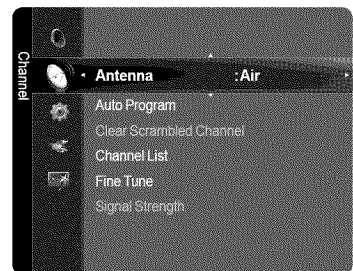 Channel
Antenna :Air
Auto Program
Clear Scrambled Channel
Channel List
Fine Tune
Signal Strength